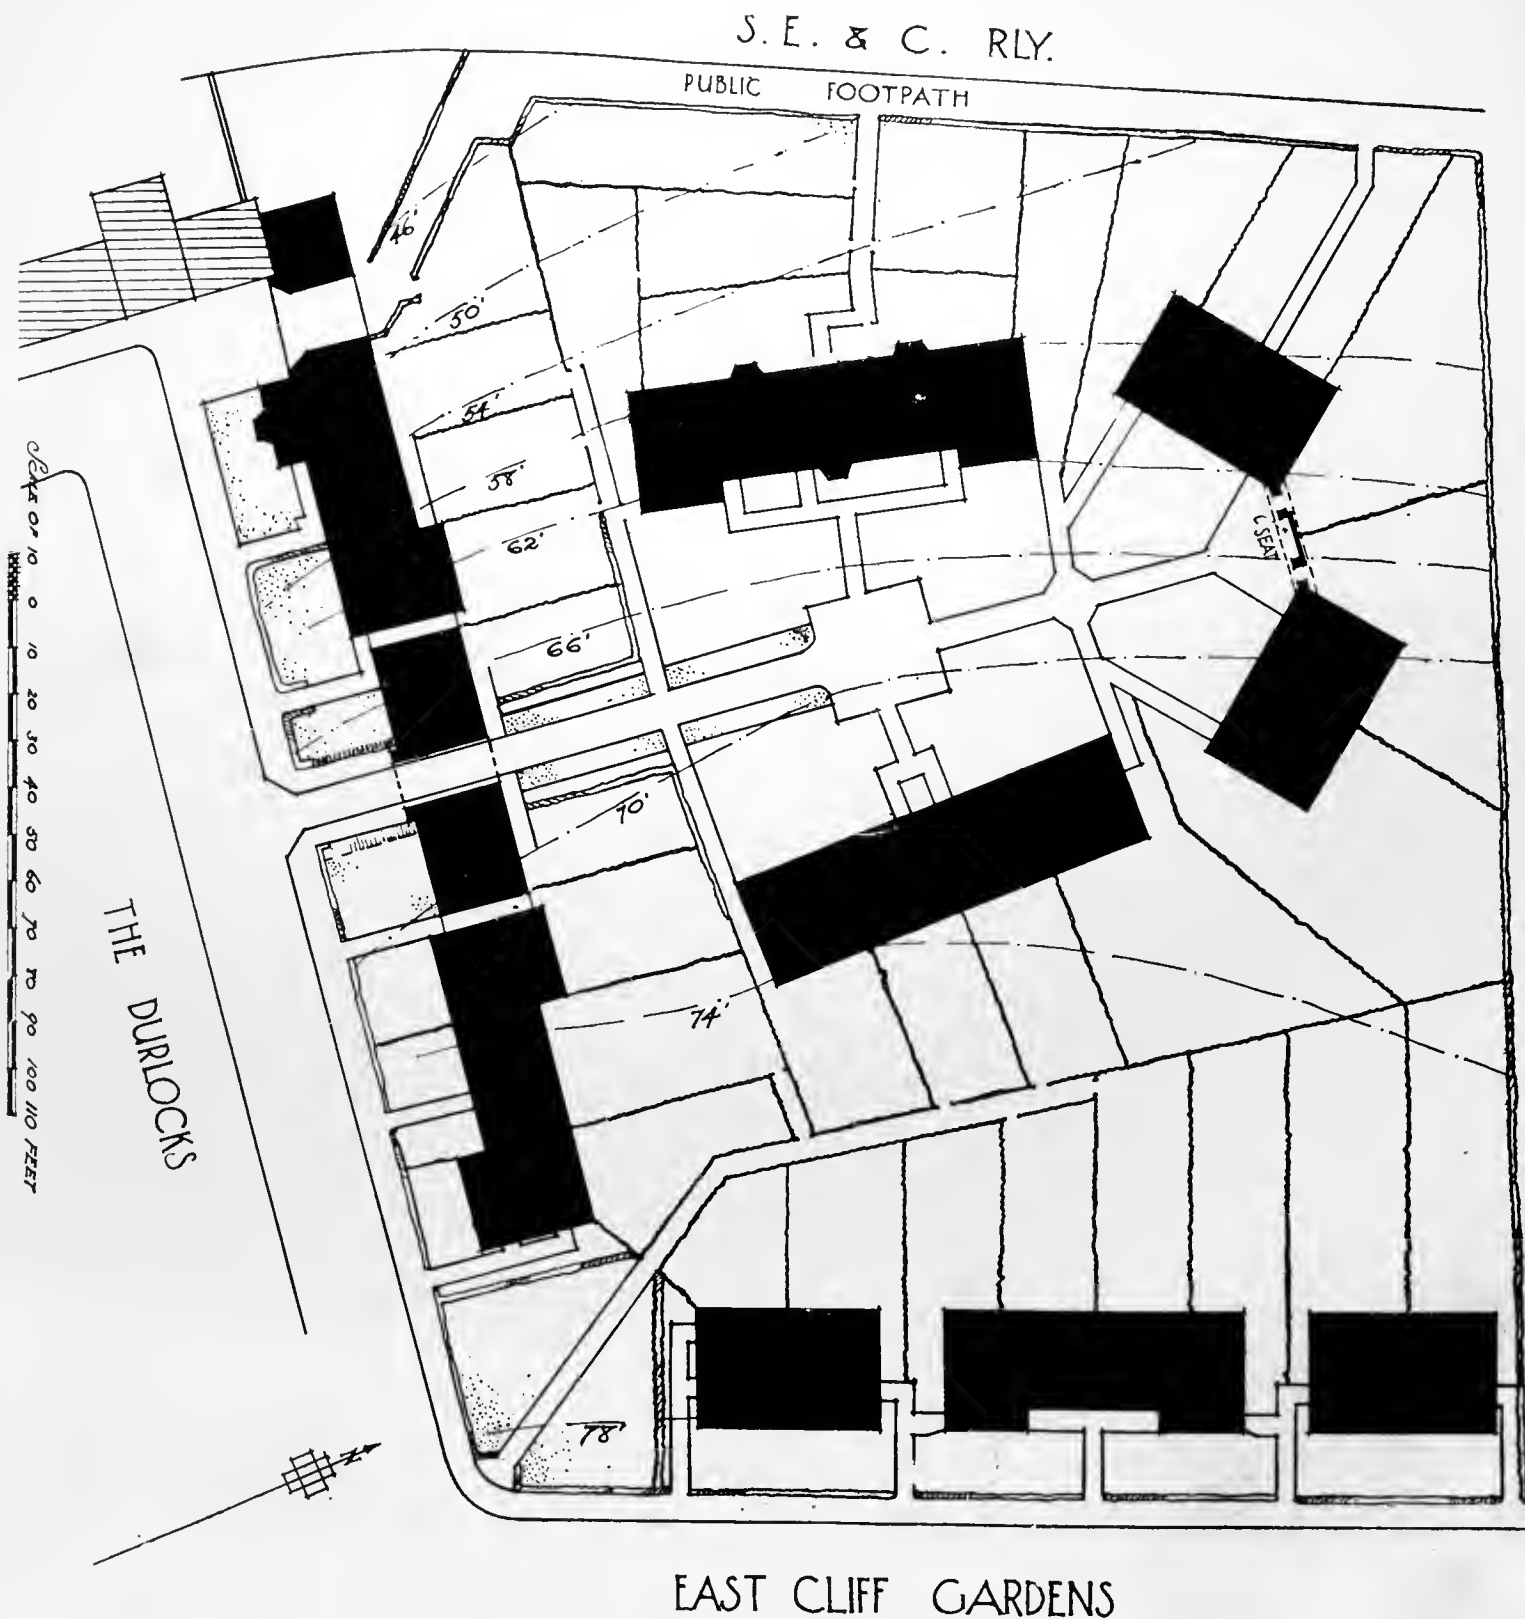 S. E. & C. RLY.
PUBLIC FOOTPATH
46'
50'
54'
58'
62'
66'
70'
74'
78'
SEAT
SCALE OF 10 0 10 20 30 40 50 60 70 70 90 100 110 FEET
THE DURLOCKS
N
EAST CLIFF GARDENS